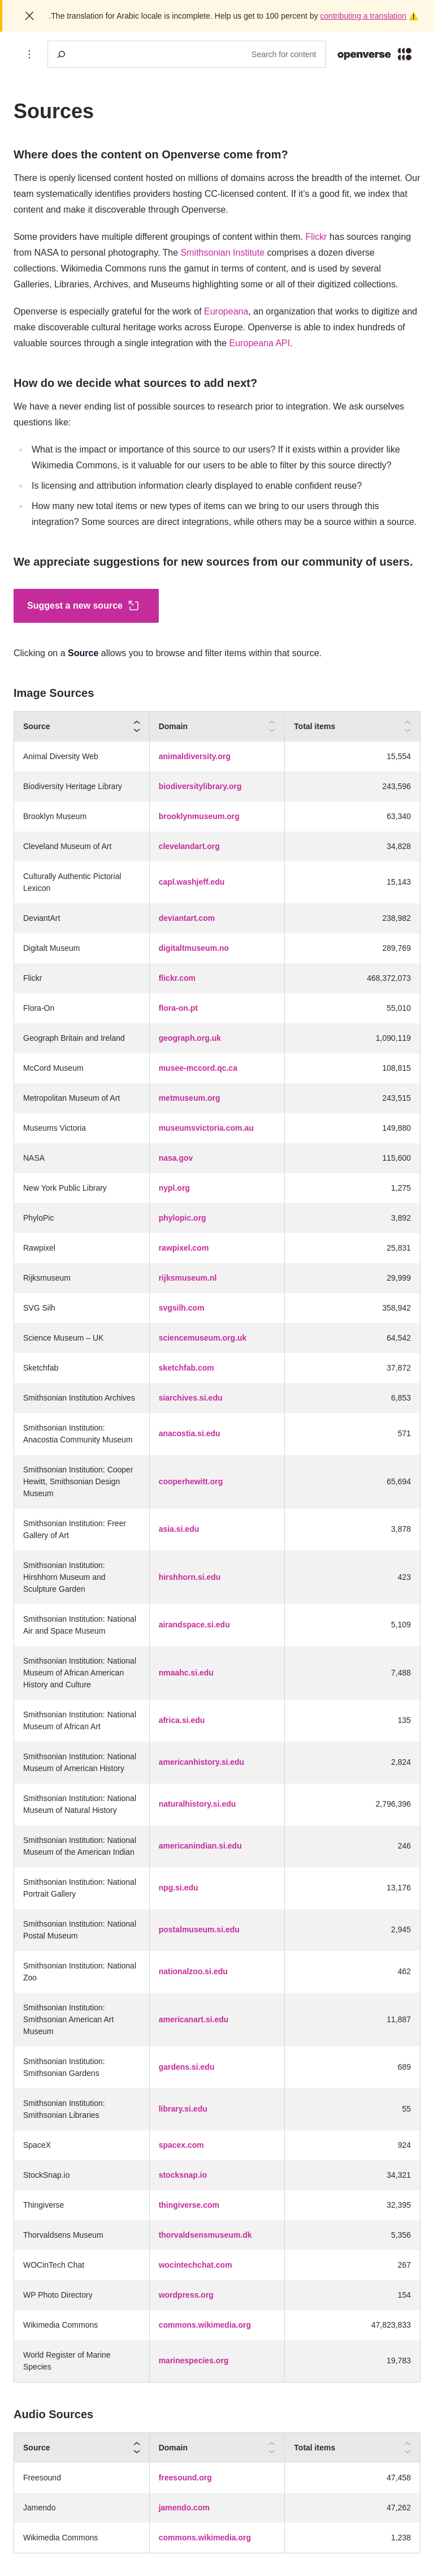 .The translation for Arabic locale is incomplete. Help us get to 100 percent by contributing a translation
Search for content
openverse
Sources
Where does the content on Openverse come from?
There is openly licensed content hosted on millions of domains across the breadth of the internet. Our
team systematically identifies providers hosting CC-licensed content. If it's a good fit, we index that
content and make it discoverable through Openverse.
Some providers have multiple different groupings of content within them. Flickr has sources ranging
from NASA to personal photography. The Smithsonian Institute comprises a dozen diverse
collections. Wikimedia Commons runs the gamut in terms of content, and is used by several
Galleries, Libraries, Archives, and Museums highlighting some or all of their digitized collections.
Openverse is especially grateful for the work of Europeana, an organization that works to digitize and
make discoverable cultural heritage works across Europe. Openverse is able to index hundreds of
valuable sources through a single integration with the Europeana API.
How do we decide what sources to add next?
We have a never ending list of possible sources to research prior to integration. We ask ourselves
questions like:
What is the impact or importance of this source to our users? If it exists within a provider like
Wikimedia Commons, is it valuable for our users to be able to filter by this source directly?
Is licensing and attribution information clearly displayed to enable confident reuse?
How many new total items or new types of items can we bring to our users through this
integration? Some sources are direct integrations, while others may be a source within a source.
We appreciate suggestions for new sources from our community of users.
Suggest a new source
Clicking on a Source allows you to browse and filter items within that source.
Image Sources
Source Domain Total items
Animal Diversity Web animaldiversity.org 15,554
Biodiversity Heritage Library biodiversitylibrary.org 243,596
Brooklyn Museum brooklynmuseum.org 63,340
Cleveland Museum of Art clevelandart.org 34,828
Culturally Authentic Pictorial
Lexicon capl.washjeff.edu 15,143
DeviantArt deviantart.com 238,982
Digitalt Museum digitaltmuseum.no 289,769
Flickr flickr.com 468,372,073
Flora-On flora-on.pt 55,010
Geograph Britain and Ireland geograph.org.uk 1,090,119
McCord Museum musee-mccord.qc.ca 108,815
Metropolitan Museum of Art metmuseum.org 243,515
Museums Victoria museumsvictoria.com.au 149,880
NASA nasa.gov 115,600
New York Public Library nypl.org 1,275
PhyloPic phylopic.org 3,892
Rawpixel rawpixel.com 25,831
Rijksmuseum rijksmuseum.nl 29,999
SVG Silh svgsilh.com 358,942
Science Museum – UK sciencemuseum.org.uk 64,542
Sketchfab sketchfab.com 37,872
Smithsonian Institution Archives siarchives.si.edu 6,853
Smithsonian Institution:
Anacostia Community Museum anacostia.si.edu 571
Smithsonian Institution: Cooper
Hewitt, Smithsonian Design
Museum cooperhewitt.org 65,694
Smithsonian Institution: Freer
Gallery of Art asia.si.edu 3,878
Smithsonian Institution:
Hirshhorn Museum and
Sculpture Garden hirshhorn.si.edu 423
Smithsonian Institution: National
Air and Space Museum airandspace.si.edu 5,109
Smithsonian Institution: National
Museum of African American
History and Culture nmaahc.si.edu 7,488
Smithsonian Institution: National
Museum of African Art africa.si.edu 135
Smithsonian Institution: National
Museum of American History americanhistory.si.edu 2,824
Smithsonian Institution: National
Museum of Natural History naturalhistory.si.edu 2,796,396
Smithsonian Institution: National
Museum of the American Indian americanindian.si.edu 246
Smithsonian Institution: National
Portrait Gallery npg.si.edu 13,176
Smithsonian Institution: National
Postal Museum postalmuseum.si.edu 2,945
Smithsonian Institution: National
Zoo nationalzoo.si.edu 462
Smithsonian Institution:
Smithsonian American Art
Museum americanart.si.edu 11,887
Smithsonian Institution:
Smithsonian Gardens gardens.si.edu 689
Smithsonian Institution:
Smithsonian Libraries library.si.edu 55
SpaceX spacex.com 924
StockSnap.io stocksnap.io 34,321
Thingiverse thingiverse.com 32,395
Thorvaldsens Museum thorvaldsensmuseum.dk 5,356
WOCinTech Chat wocintechchat.com 267
WP Photo Directory wordpress.org 154
Wikimedia Commons commons.wikimedia.org 47,823,833
World Register of Marine
Species marinespecies.org 19,783
Audio Sources
Source Domain Total items
Freesound freesound.org 47,458
Jamendo jamendo.com 47,262
Wikimedia Commons commons.wikimedia.org 1,238